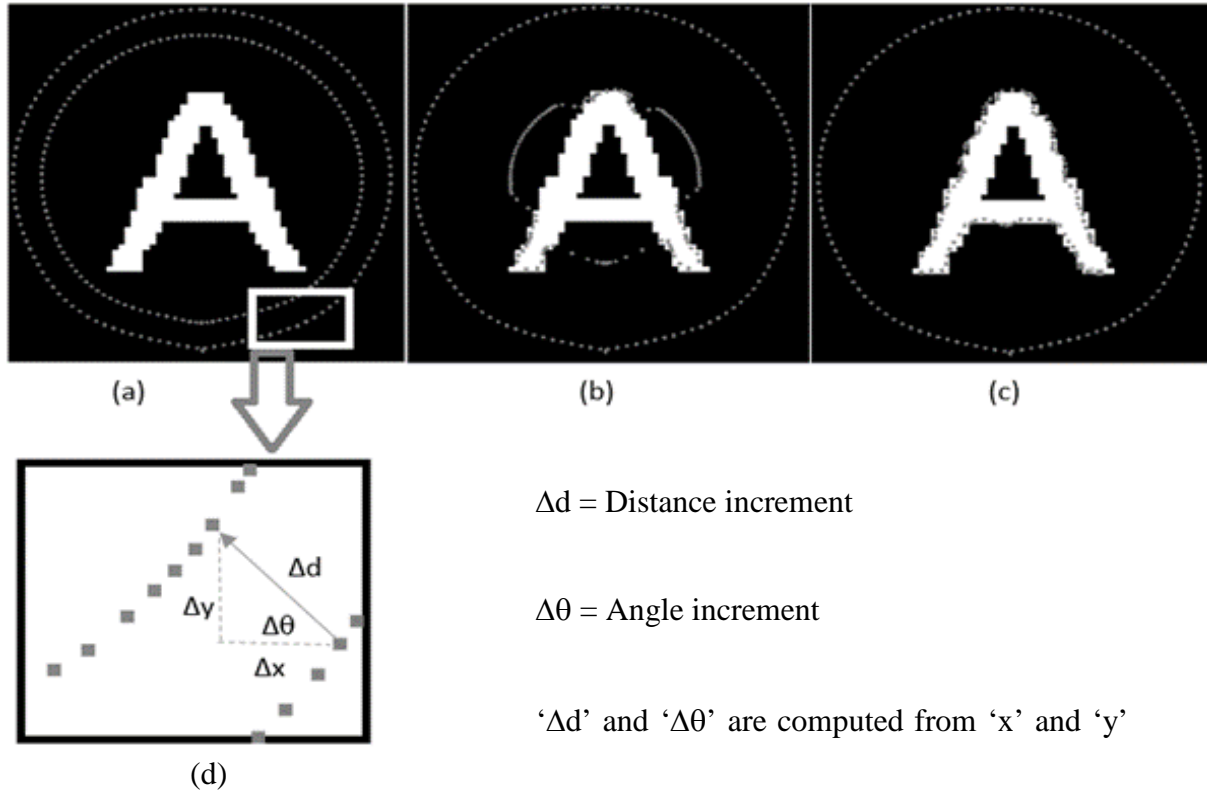 A A A
(a) (b) (c)
Δd = Distance increment
Δd
Δy
Δθ
Δθ = Angle increment
Δx
‘Δd’ and ‘Δθ’ are computed from ‘x’ and ‘y’
(d)